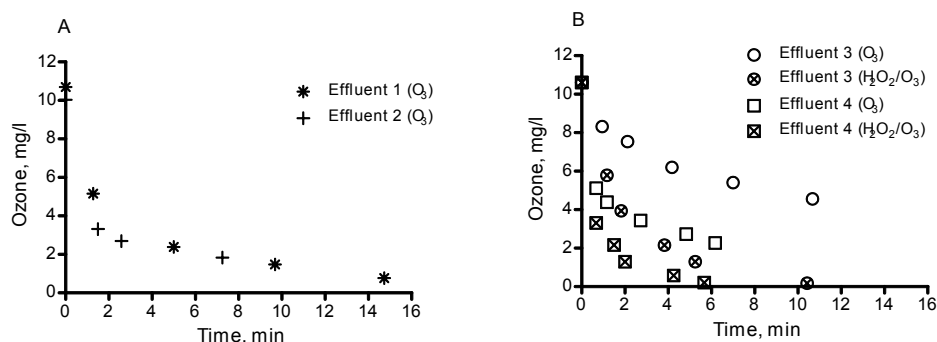 A
Ozone, mg/l
12
10
8
6
4
2
0
0 2 4 6 8 10 12 14 16
Time, min
Effluent 1 (O₃)
Effluent 2 (O₃)
B
Ozone, mg/l
12
10
8
6
4
2
0
0 2 4 6 8 10 12 14 16
Time, min
Effluent 3 (O₃)
Effluent 3 (H₂O₂/O₃)
Effluent 4 (O₃)
Effluent 4 (H₂O₂/O₃)